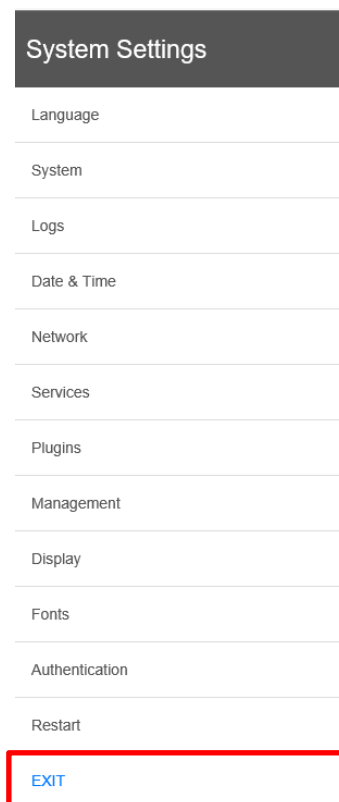 System Settings
Language
System
Logs
Date & Time
Network
Services
Plugins
Management
Display
Fonts
Authentication
Restart
EXIT